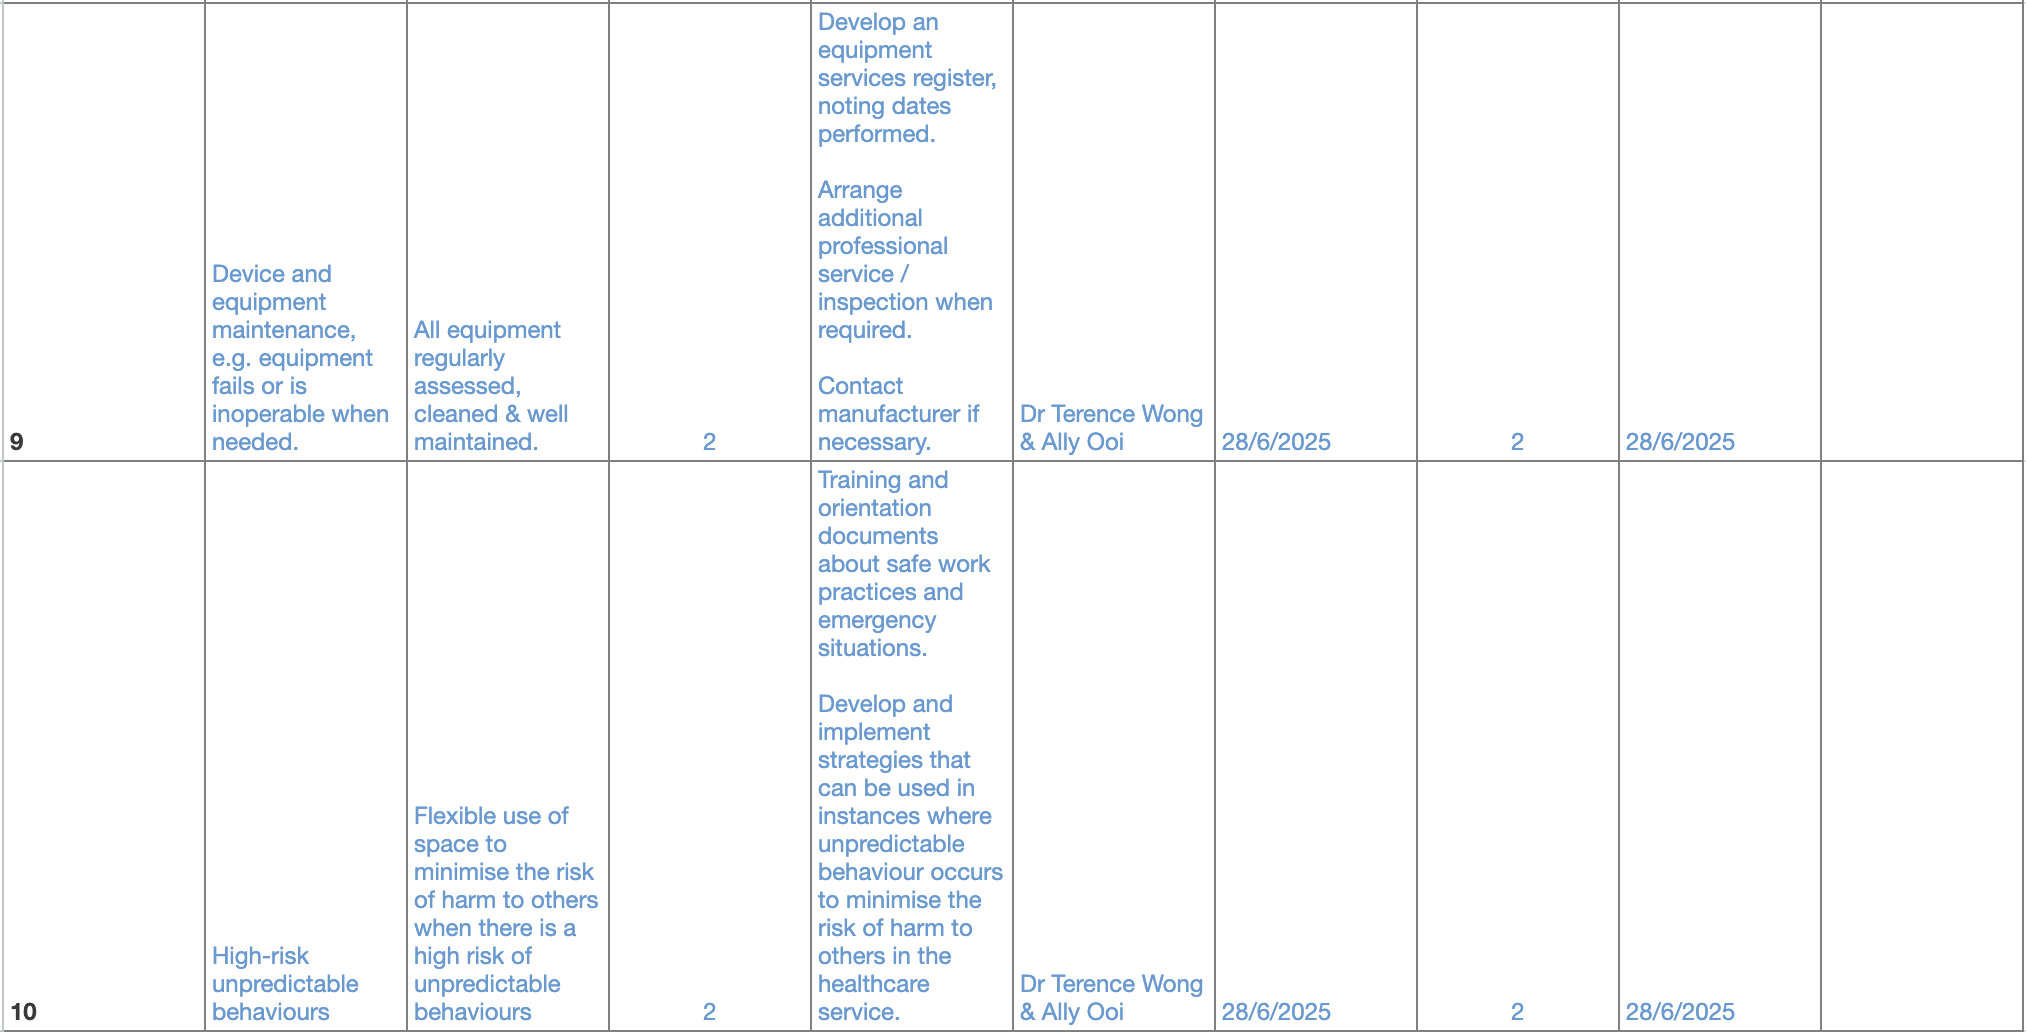 9
Device and
equipment
maintenance,
e.g. equipment
fails or is
inoperable when
needed.
All equipment
regularly
assessed,
cleaned & well
maintained.
2
Develop an
equipment
services register,
noting dates
performed.
Arrange
additional
professional
service /
inspection when
required.
Contact
manufacturer if
necessary.
Dr Terence Wong
& Ally Ooi
28/6/2025
2
28/6/2025
10
High-risk
unpredictable
behaviours
Flexible use of
space to
minimise the risk
of harm to others
when there is a
high risk of
unpredictable
behaviours
2
Training and
orientation
documents
about safe work
practices and
emergency
situations.
Develop and
implement
strategies that
can be used in
instances where
unpredictable
behaviour occurs
to minimise the
risk of harm to
others in the
healthcare
service.
Dr Terence Wong
& Ally Ooi
28/6/2025
2
28/6/2025